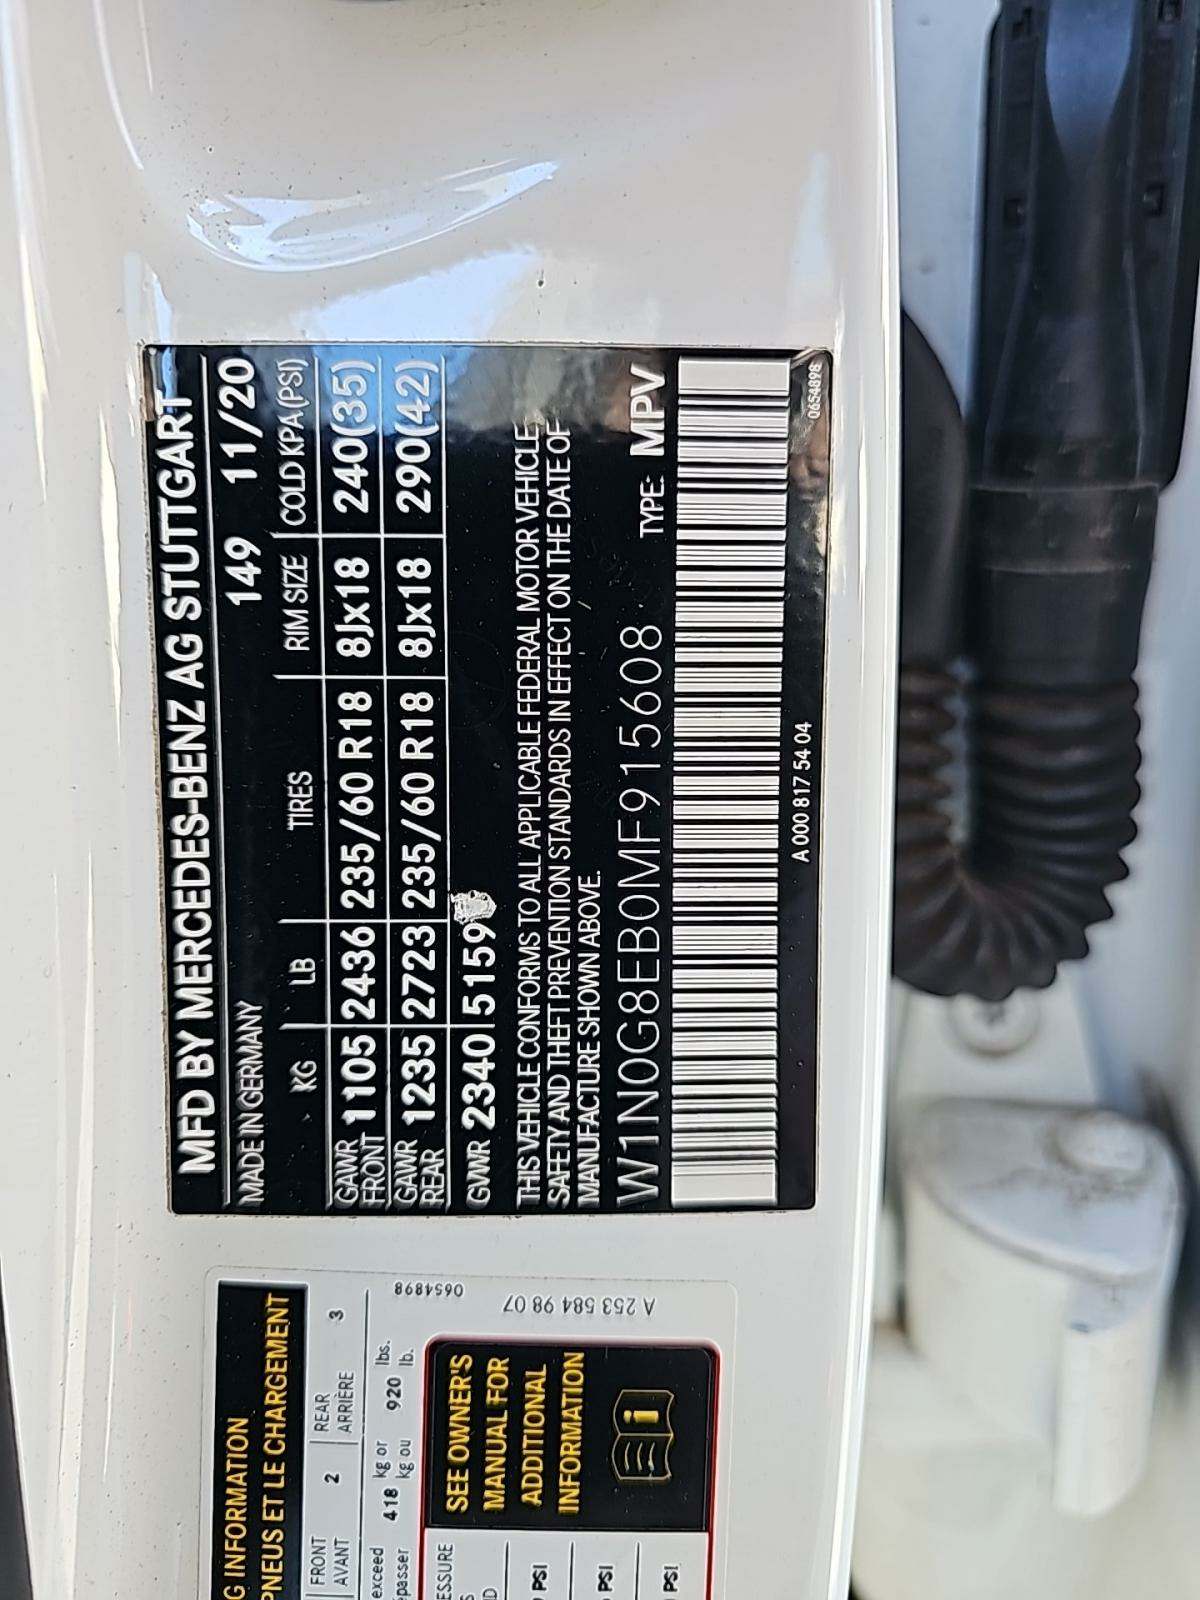 MFD BY MERCEDES-BENZ AG STUTTGART
MADE IN GERMANY 149 11/20
KG LB TIRES RIM SIZE COLD KPA (PSI)
GAWR FRONT 1105 2436 235/60 R18 8Jx18 240(35)
GAWR REAR 1235 2723 235/60 R18 8Jx18 290(42)
GVWR 2340 5159
THIS VEHICLE CONFORMS TO ALL APPLICABLE FEDERAL MOTOR VEHICLE
SAFETY AND THEFT PREVENTION STANDARDS IN EFFECT ON THE DATE OF
MANUFACTURE SHOWN ABOVE.
W1N0G8EB0MF915608 TYPE: MPV
A 000 817 54 04 0654898
G INFORMATION
PNEUS ET LE CHARGEMENT
FRONT 2 REAR 3
AVANT ARRIÈRE
exceed 418 kg or 920 lbs.
kg ou lb.
0654898
A 253 584 98 07
SEE OWNER'S
MANUAL FOR
ADDITIONAL
INFORMATION
i
PSI
PSI
PSI